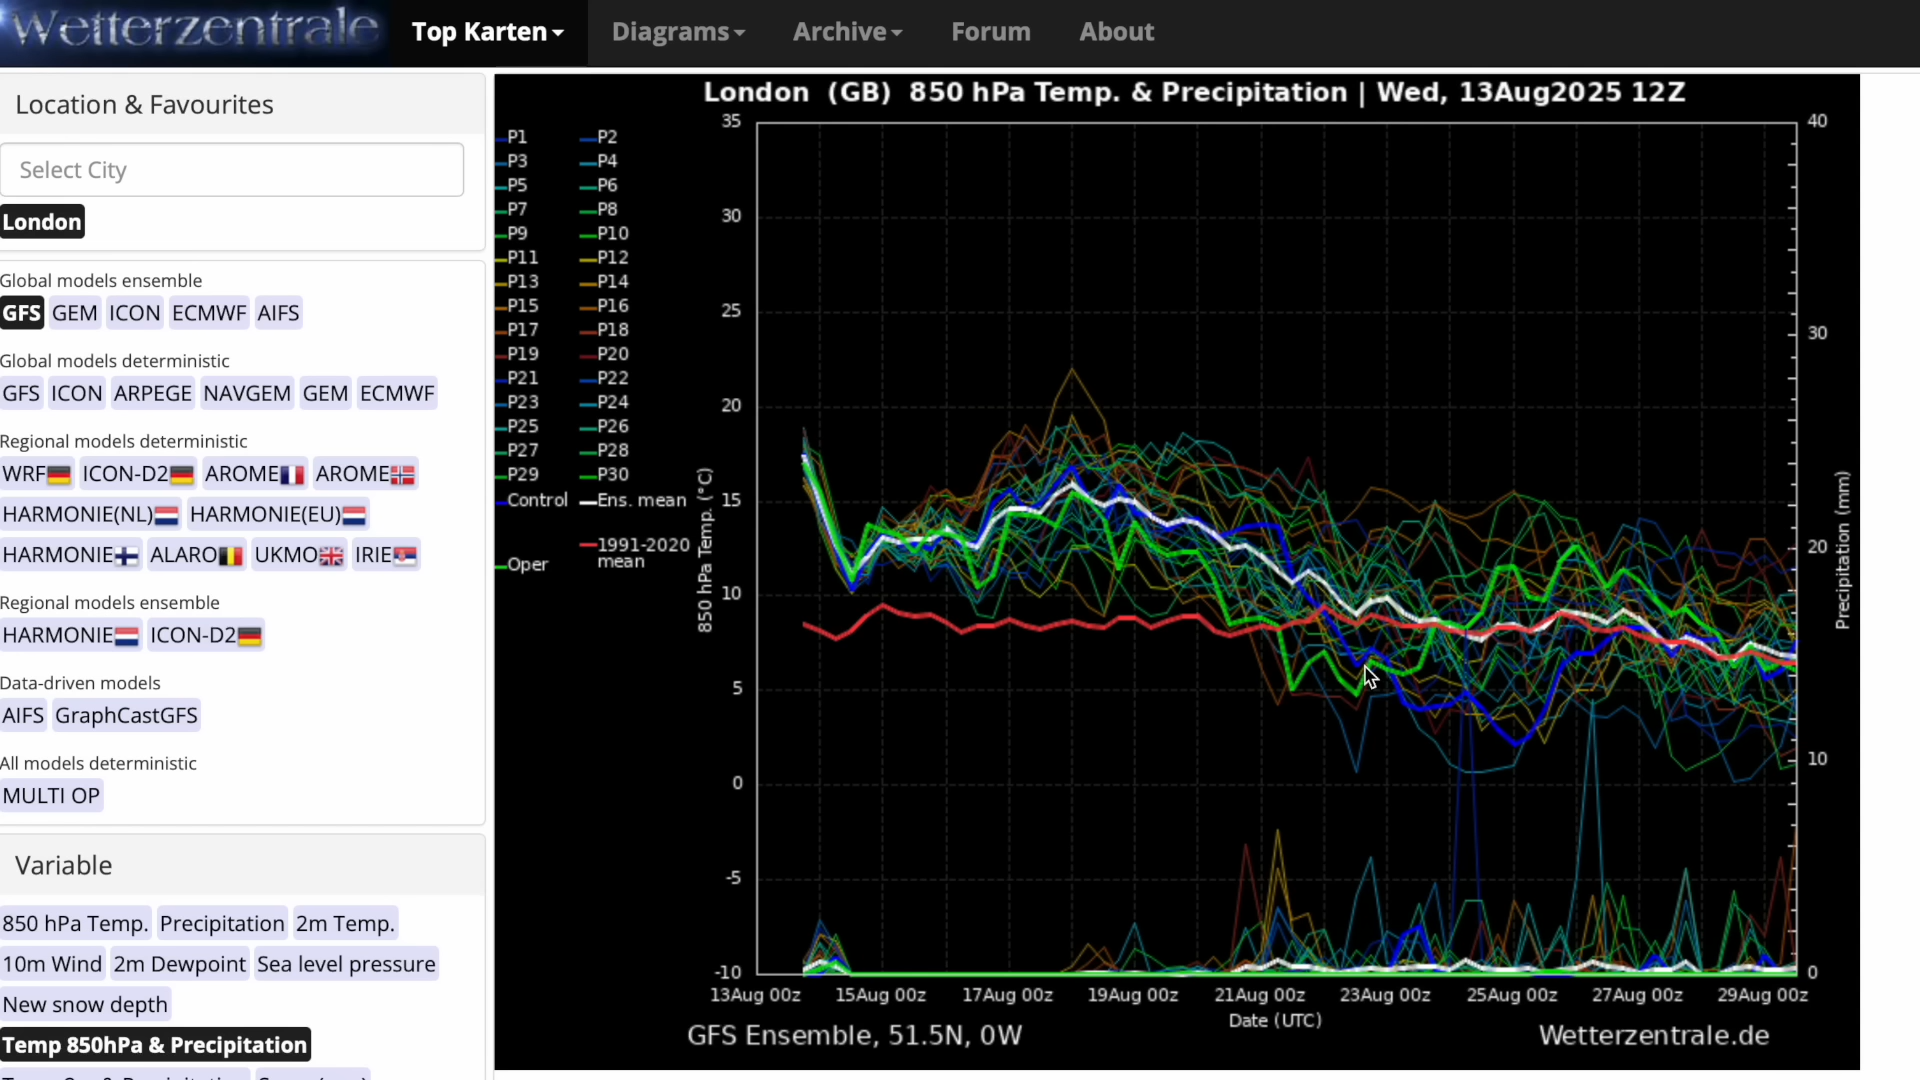 Wetterzentrale
Top Karten
Diagrams
Archive
Forum
About
Location & Favourites
Select City
London
Global models ensemble
GFS GEM ICON ECMWF AIFS
Global models deterministic
GFS ICON ARPEGE NAVGEM GEM ECMWF
Regional models deterministic
WRF ICON-D2 AROME AROME
HARMONIE(NL) HARMONIE(EU)
HARMONIE ALARO UKMO IRIE
Regional models ensemble
HARMONIE ICON-D2
Data-driven models
AIFS GraphCastGFS
All models deterministic
MULTI OP
Variable
850 hPa Temp. Precipitation 2m Temp.
10m Wind 2m Dewpoint Sea level pressure
New snow depth
Temp 850hPa & Precipitation
London (GB) 850 hPa Temp. & Precipitation | Wed, 13Aug2025 12Z
P1 P2
P3 P4
P5 P6
P7 P8
P9 P10
P11 P12
P13 P14
P15 P16
P17 P18
P19 P20
P21 P22
P23 P24
P25 P26
P27 P28
P29 P30
Control Ens. mean
Oper
1991-2020
mean
850 hPa Temp. (°C)
35
30
25
20
15
10
5
0
-5
-10
40
30
20
10
0
Precipitation (mm)
13Aug 00z 15Aug 00z 17Aug 00z 19Aug 00z 21Aug 00z 23Aug 00z 25Aug 00z 27Aug 00z 29Aug 00z
Date (UTC)
GFS Ensemble, 51.5N, 0W
Wetterzentrale.de